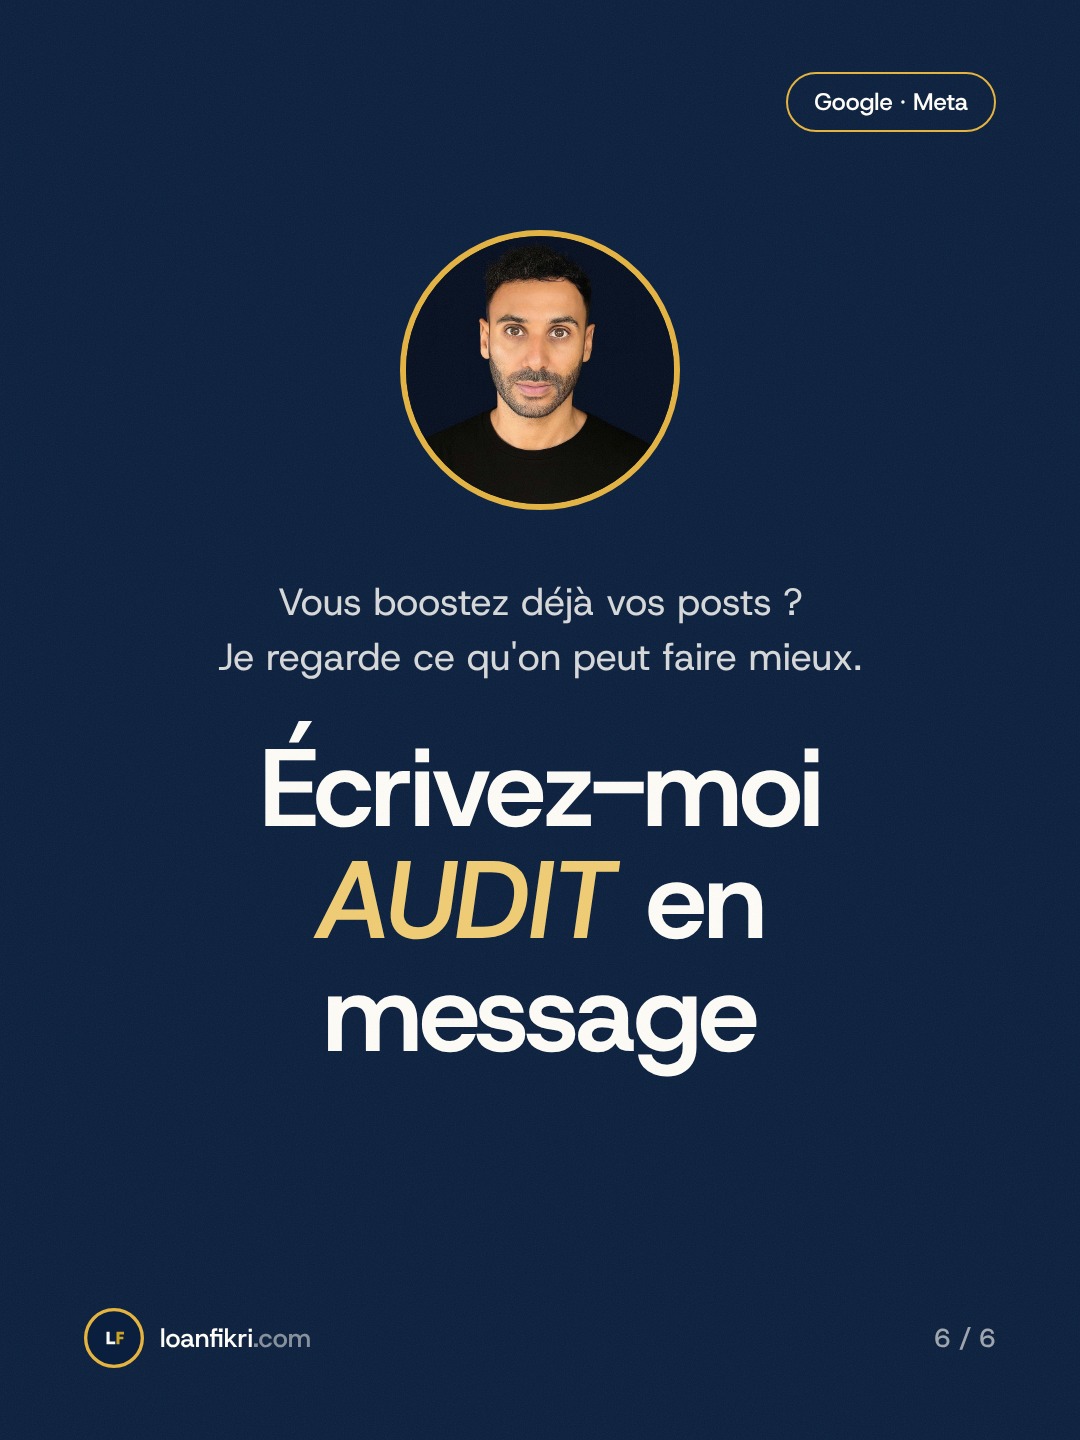 Google · Meta
Vous boostez déjà vos posts ?
Je regarde ce qu'on peut faire mieux.
Écrivez-moi
AUDIT en
message
LF loanfikri.com
6 / 6